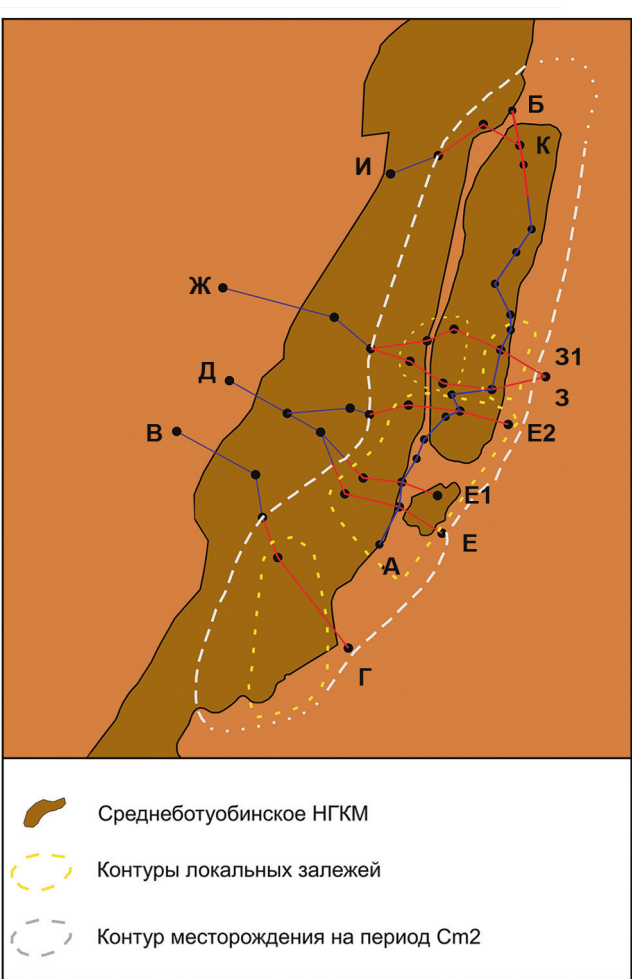 Б
К
И
Ж
З1
Д
З
В
Е2
Е1
Е
А
Г
Среднеботуобинское НГКМ
Контуры локальных залежей
Контур месторождения на период Cm2